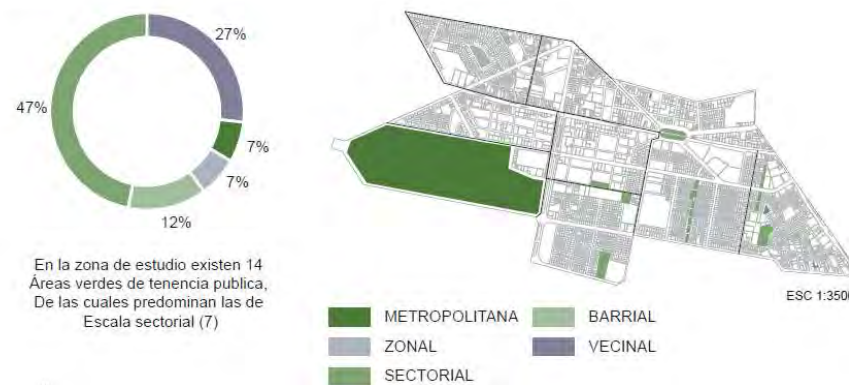 27%
47%
7%
7%
12%
En la zona de estudio existen 14
Áreas verdes de tenencia publica,
De las cuales predominan las de
Escala sectorial (7)
ESC 1:3500
METROPOLITANA
BARRIAL
ZONAL
VECINAL
SECTORIAL